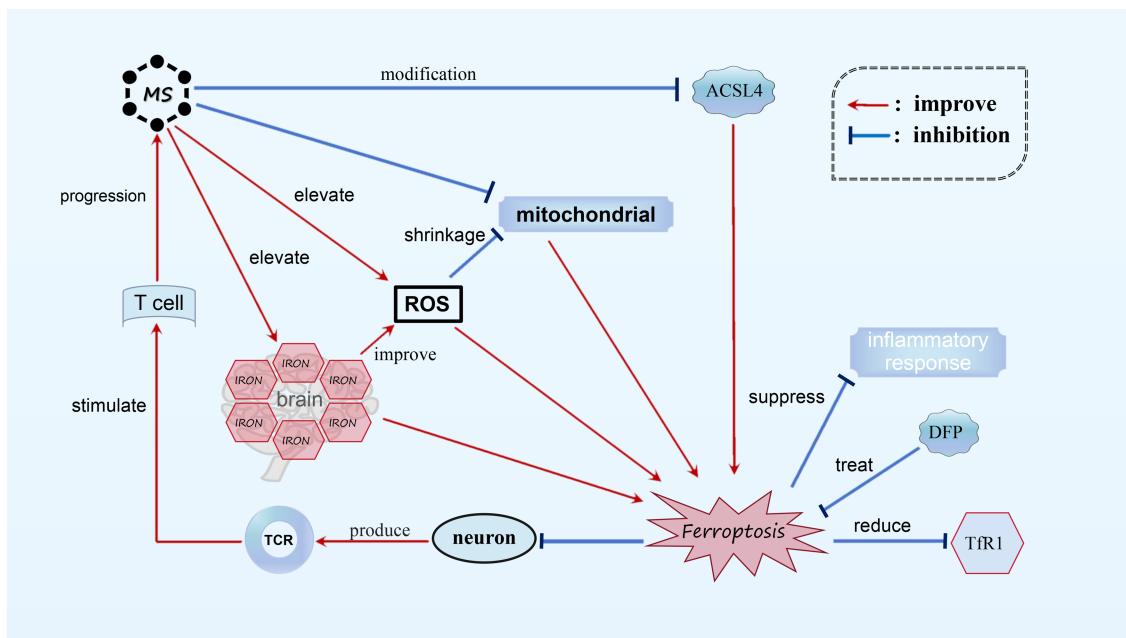 MS
modification
ACSL4
: improve
: inhibition
progression
elevate
mitochondrial
shrinkage
elevate
T cell
ROS
improve
inflammatory
response
IRON
IRON
IRON
brain
IRON
IRON
IRON
stimulate
suppress
DFP
treat
TCR
produce
neuron
Ferroptosis
reduce
TfR1